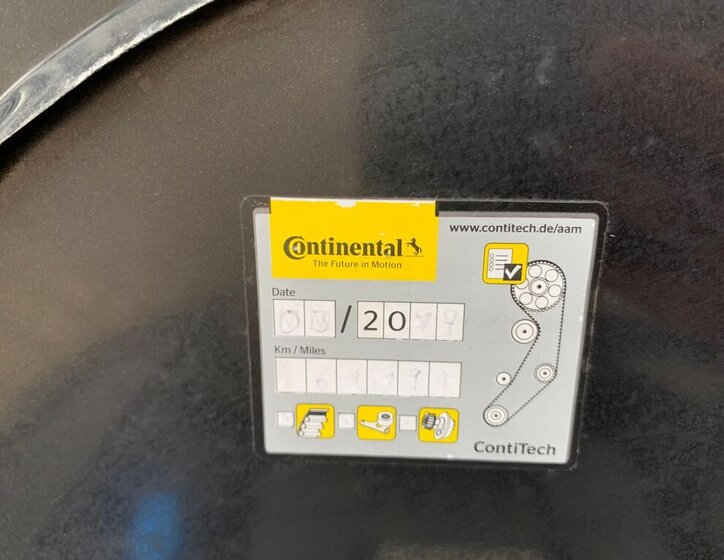 Continental
The Future in Motion
www.contitech.de/aam
Date
/ 20
Km / Miles
ContiTech